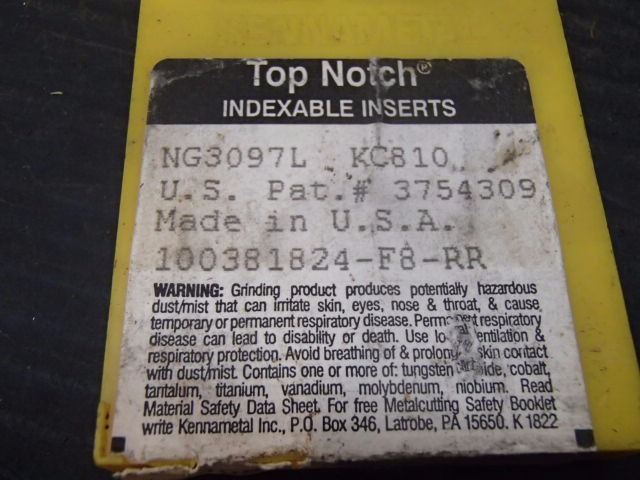 Top Notch®
INDEXABLE INSERTS
NG3097L KC810
U.S. Pat.# 3754309
Made in U.S.A.
100381824-F8-RR
WARNING: Grinding product produces potentially hazardous
dust/mist that can irritate skin, eyes, nose & throat, & cause
temporary or permanent respiratory disease. Permanent respiratory
disease can lead to disability or death. Use ventilation &
respiratory protection. Avoid breathing of & skin contact
with dust/mist. Contains one or more of: tungsten carbide, cobalt,
tantalum, titanium, vanadium, molybdenum, niobium. Read
Material Safety Data Sheet. For free Metalcutting Safety Booklet
write Kennametal Inc., P.O. Box 346, Latrobe, PA 15650. K 1822